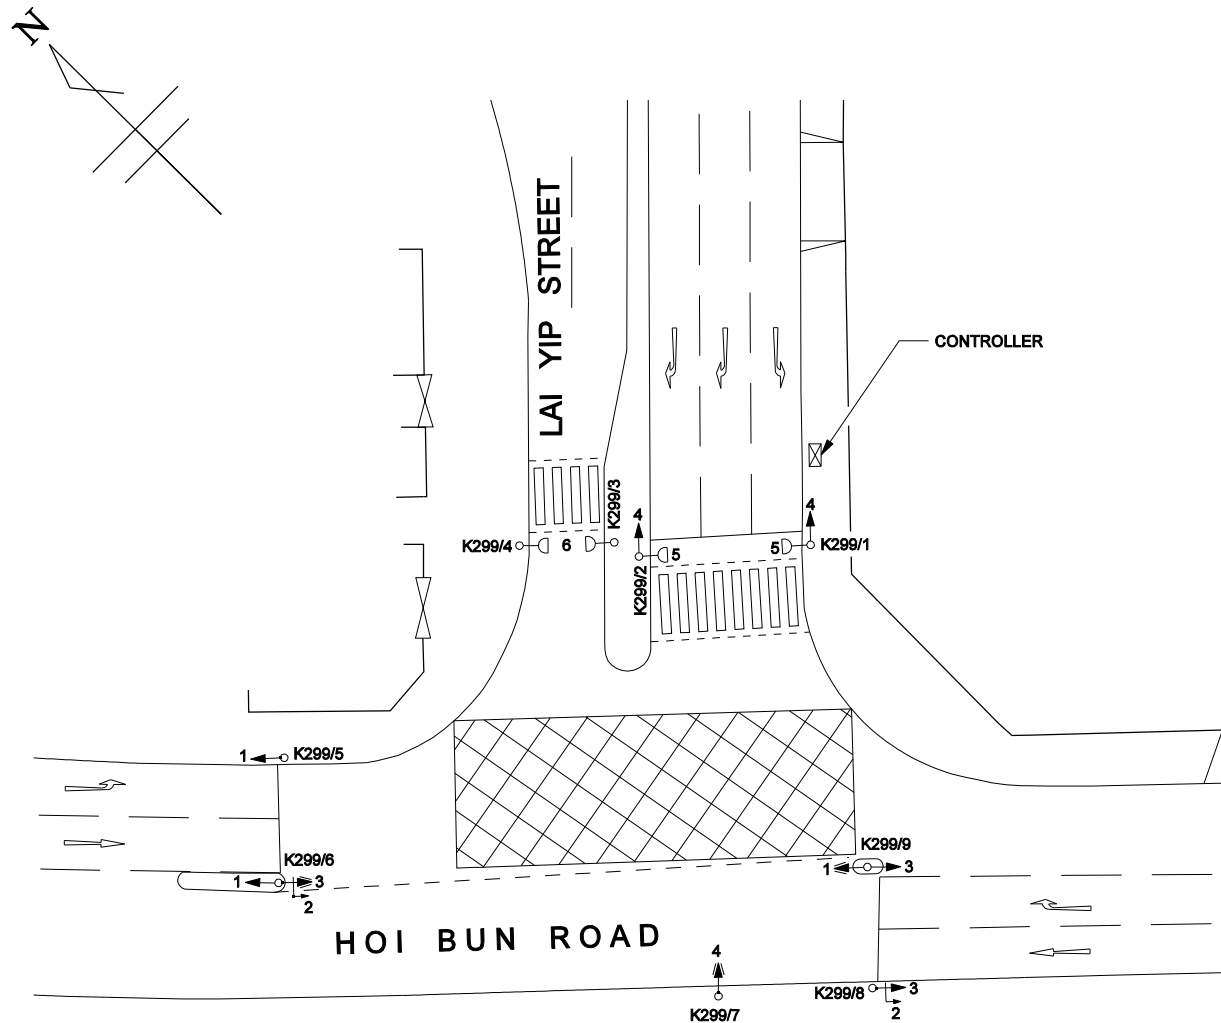 N
LAI YIP STREET
CONTROLLER
K299/3
4
4
K299/4
6
5
5
K299/1
K299/2
1
K299/5
K299/6
1
3
2
K299/9
1
3
HOI BUN ROAD
4
K299/7
K299/8
3
2